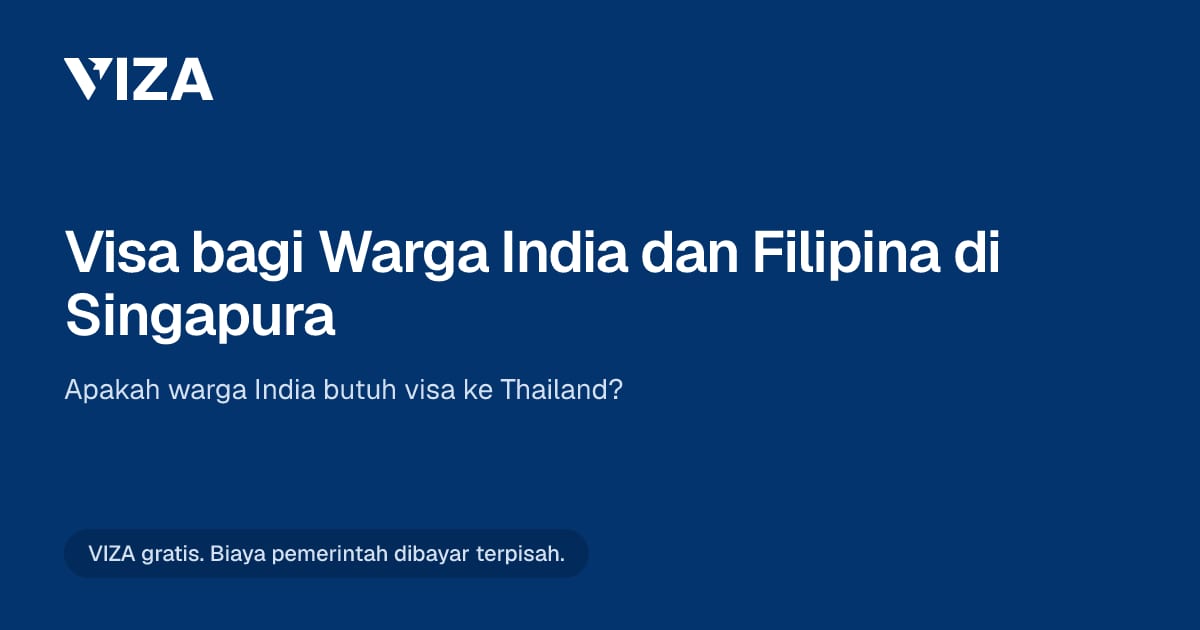 VIZA
Visa bagi Warga India dan Filipina di
Singapura
Apakah warga India butuh visa ke Thailand?
VIZA gratis. Biaya pemerintah dibayar terpisah.